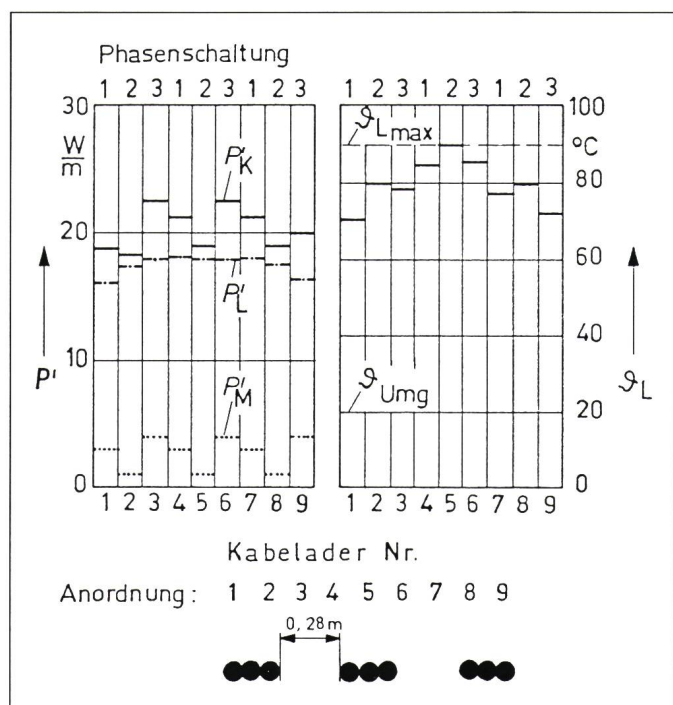 Phasenschaltung
1 2 3 1 2 3 1 2 3
1 2 3 1 2 3 1 2 3
30
W/m
20
10
0
P'
P'K
P'L
P'M
ϑLmax
ϑUmg
100
°C
80
60
40
20
0
ϑL
1 2 3 4 5 6 7 8 9
1 2 3 4 5 6 7 8 9
Kabelader Nr.
Anordnung: 1 2 3 4 5 6 7 8 9
0,28m